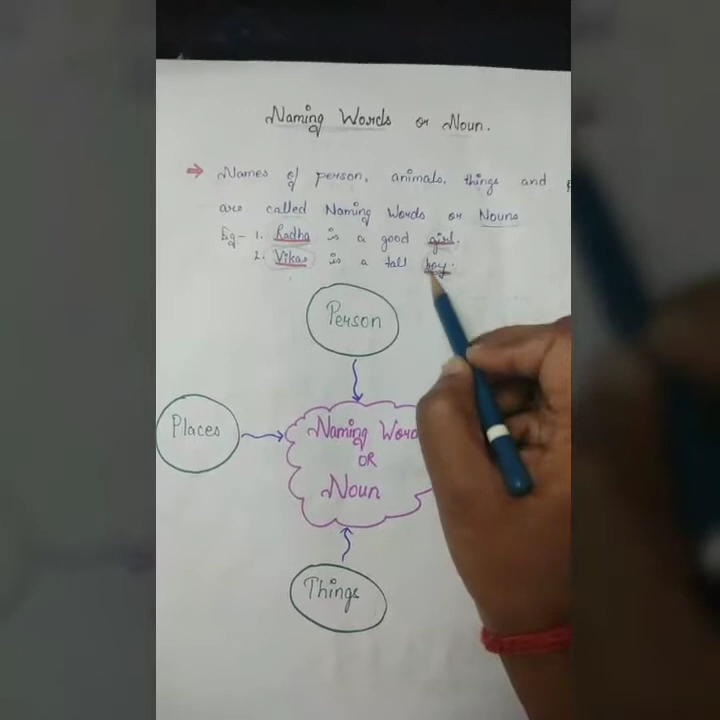 Naming Words or Noun.
→ Names of person, animals, things and
are called Naming Words or Nouns
Eg- 1. Radha is a good girl.
2. Vikas is a tall boy.
Person
Places
Naming Word
OR
Noun
Things